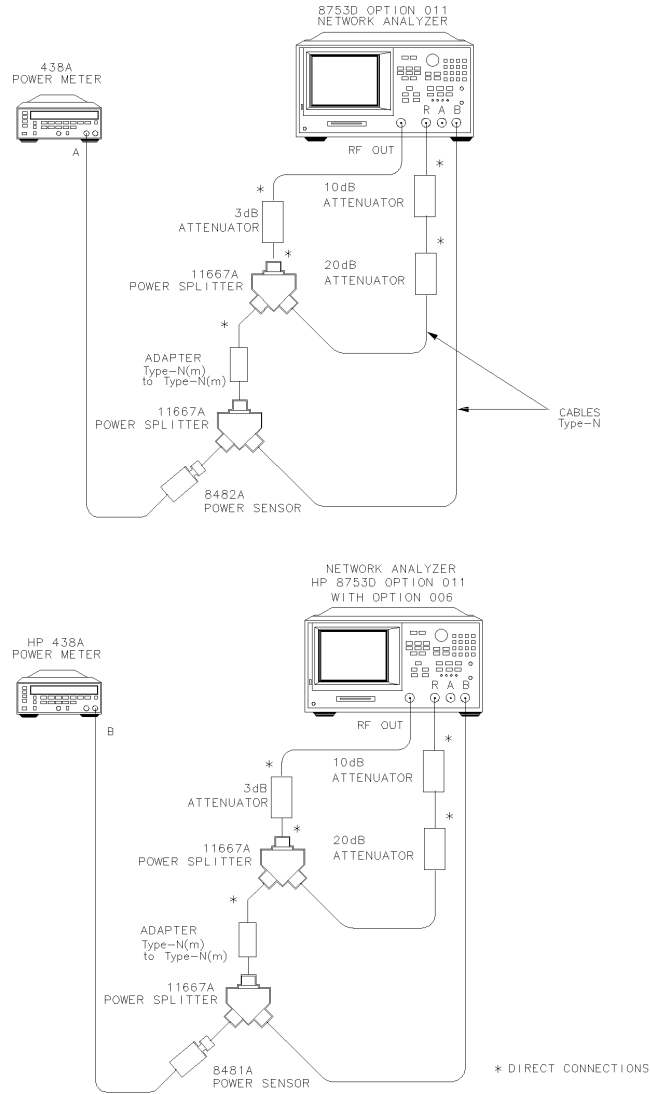 8753D OPTION 011
NETWORK ANALYZER
438A
POWER METER
R A B
A
RF OUT
*
*
10dB
ATTENUATOR
3dB
ATTENUATOR
*
*
20dB
ATTENUATOR
11667A
POWER SPLITTER
*
ADAPTER
Type-N(m)
to Type-N(m)
11667A
POWER SPLITTER
CABLES
Type-N
8482A
POWER SENSOR
NETWORK ANALYZER
HP 8753D OPTION 011
WITH OPTION 006
HP 438A
POWER METER
R A B
B
RF OUT
*
*
10dB
ATTENUATOR
3dB
ATTENUATOR
*
*
20dB
ATTENUATOR
11667A
POWER SPLITTER
*
ADAPTER
Type-N(m)
to Type-N(m)
11667A
POWER SPLITTER
8481A
POWER SENSOR
* DIRECT CONNECTIONS